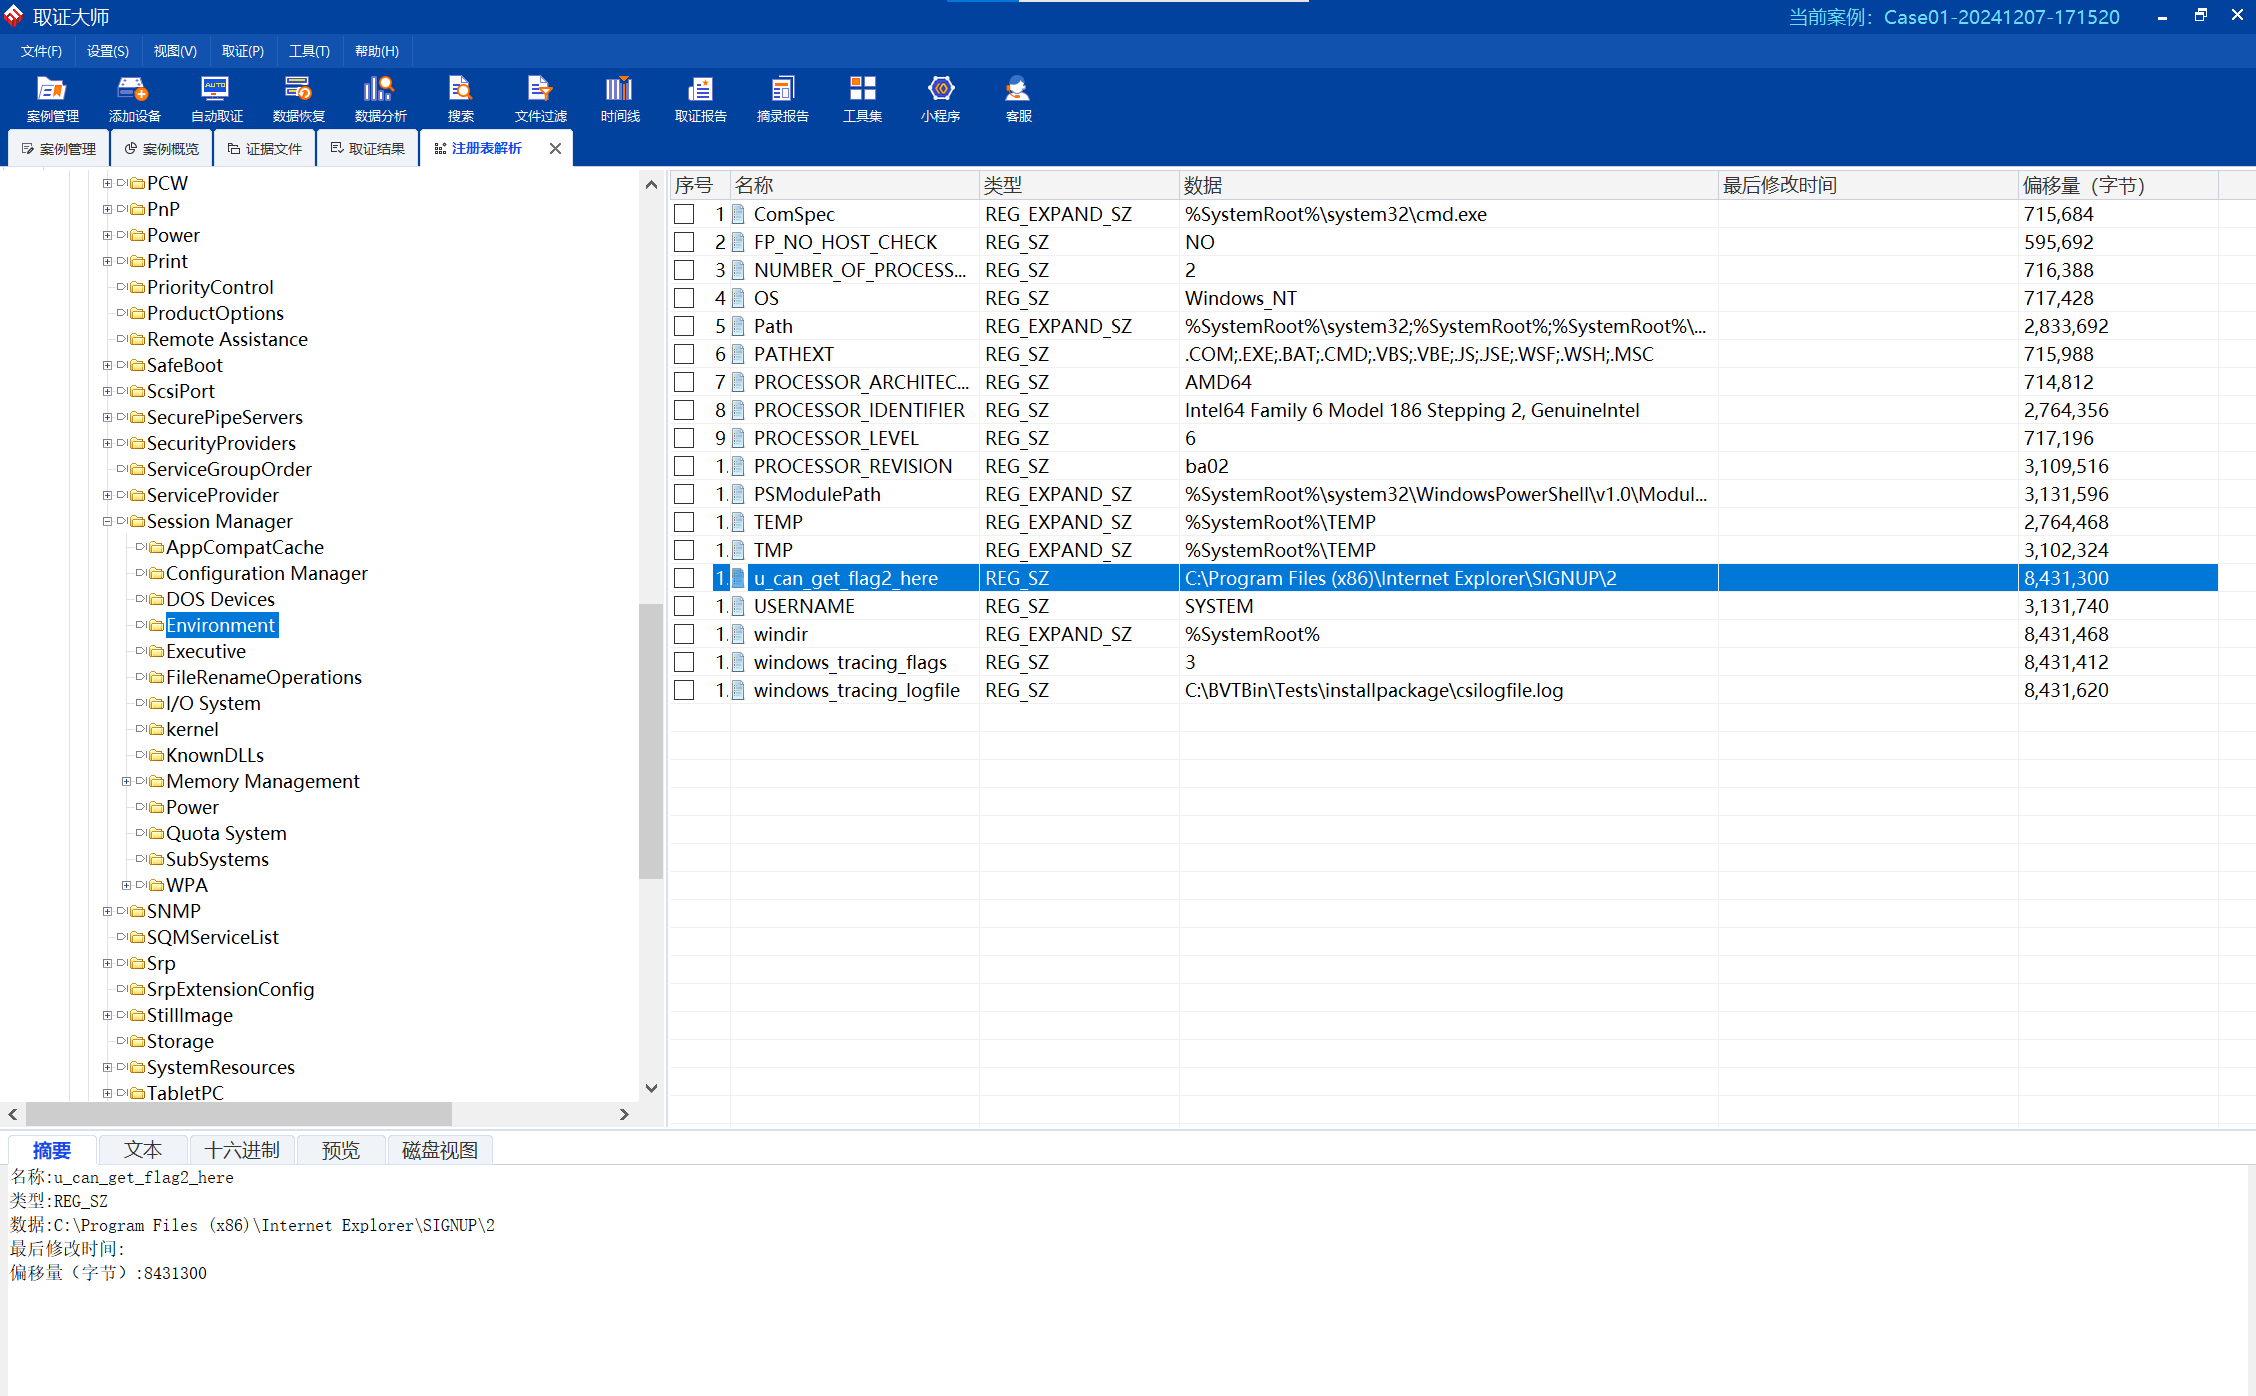 取证大师
当前案例：Case01-20241207-171520
文件(F) 设置(S) 视图(V) 取证(P) 工具(T) 帮助(H)
案例管理 添加设备 自动取证 数据恢复 数据分析 搜索 文件过滤 时间线 取证报告 摘录报告 工具集 小程序 客服
案例管理 案例概览 证据文件 取证结果 注册表解析
PCW
PnP
Power
Print
PriorityControl
ProductOptions
Remote Assistance
SafeBoot
ScsiPort
SecurePipeServers
SecurityProviders
ServiceGroupOrder
ServiceProvider
Session Manager
AppCompatCache
Configuration Manager
DOS Devices
Environment
Executive
FileRenameOperations
I/O System
kernel
KnownDLLs
Memory Management
Power
Quota System
SubSystems
WPA
SNMP
SQMServiceList
Srp
SrpExtensionConfig
StillImage
Storage
SystemResources
TabletPC
序号 名称 类型 数据 最后修改时间 偏移量（字节）
1 ComSpec REG_EXPAND_SZ %SystemRoot%\system32\cmd.exe 715,684
2 FP_NO_HOST_CHECK REG_SZ NO 595,692
3 NUMBER_OF_PROCESS... REG_SZ 2 716,388
4 OS REG_SZ Windows_NT 717,428
5 Path REG_EXPAND_SZ %SystemRoot%\system32;%SystemRoot%;%SystemRoot%\... 2,833,692
6 PATHEXT REG_SZ .COM;.EXE;.BAT;.CMD;.VBS;.VBE;.JS;.JSE;.WSF;.WSH;.MSC 715,988
7 PROCESSOR_ARCHITEC... REG_SZ AMD64 714,812
8 PROCESSOR_IDENTIFIER REG_SZ Intel64 Family 6 Model 186 Stepping 2, GenuineIntel 2,764,356
9 PROCESSOR_LEVEL REG_SZ 6 717,196
1. PROCESSOR_REVISION REG_SZ ba02 3,109,516
1. PSModulePath REG_EXPAND_SZ %SystemRoot%\system32\WindowsPowerShell\v1.0\Modul... 3,131,596
1. TEMP REG_EXPAND_SZ %SystemRoot%\TEMP 2,764,468
1. TMP REG_EXPAND_SZ %SystemRoot%\TEMP 3,102,324
1. u_can_get_flag2_here REG_SZ C:\Program Files (x86)\Internet Explorer\SIGNUP\2 8,431,300
1. USERNAME REG_SZ SYSTEM 3,131,740
1. windir REG_EXPAND_SZ %SystemRoot% 8,431,468
1. windows_tracing_flags REG_SZ 3 8,431,412
1. windows_tracing_logfile REG_SZ C:\BVTBin\Tests\installpackage\csilogfile.log 8,431,620
摘要 文本 十六进制 预览 磁盘视图
名称:u_can_get_flag2_here
类型:REG_SZ
数据:C:\Program Files (x86)\Internet Explorer\SIGNUP\2
最后修改时间:
偏移量（字节）:8431300